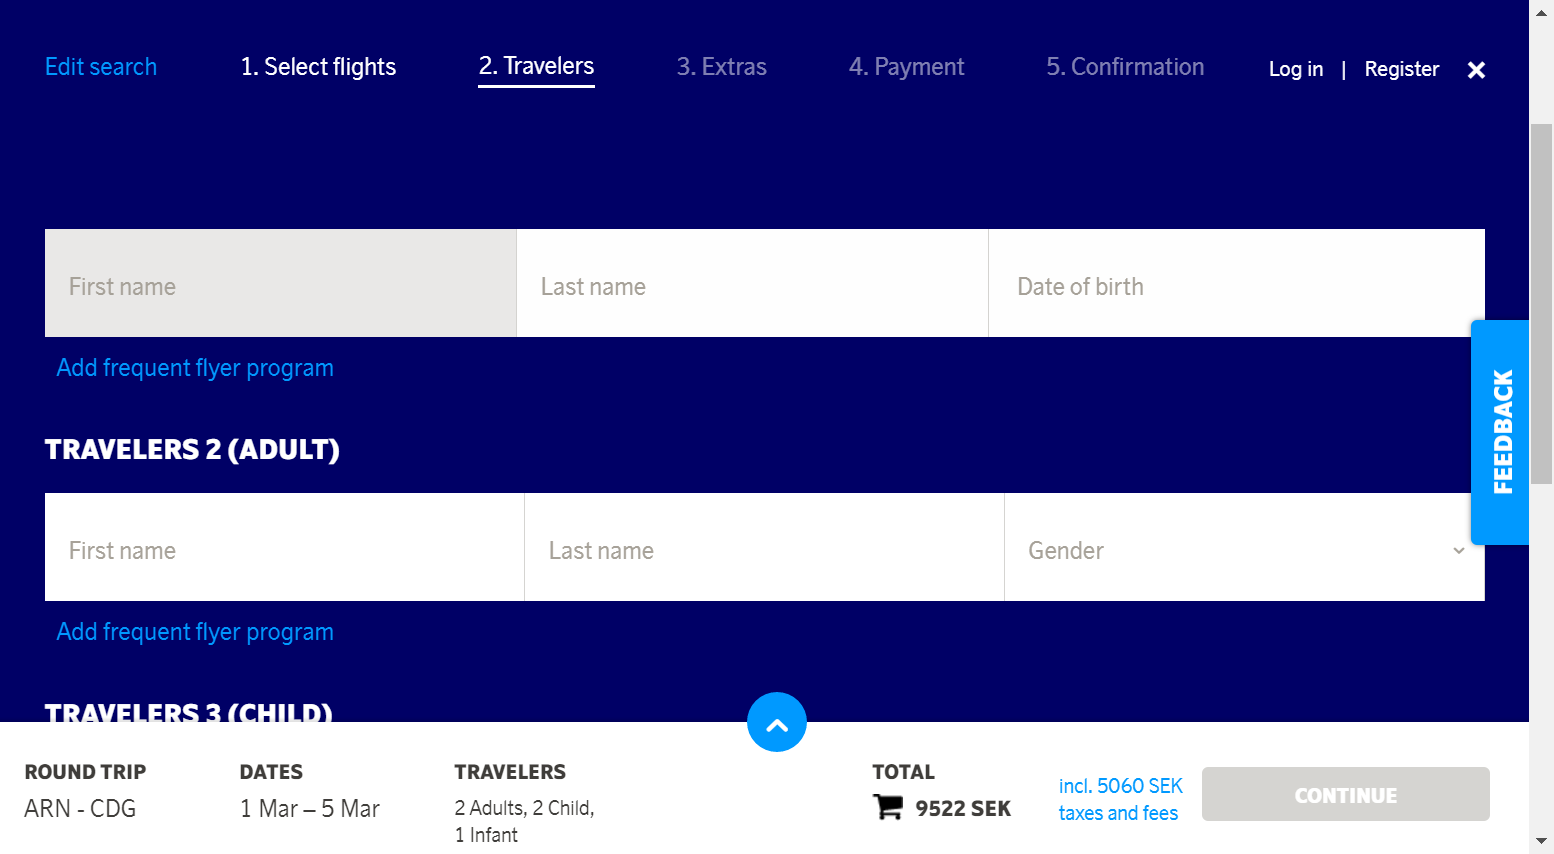 Edit search
1. Select flights
2. Travelers
3. Extras
4. Payment
5. Confirmation
Log in | Register
First name
Last name
Date of birth
Add frequent flyer program
FEEDBACK
TRAVELERS 2 (ADULT)
First name
Last name
Gender
Add frequent flyer program
TRAVELERS 3 (CHILD)
ROUND TRIP
ARN - CDG
DATES
1 Mar – 5 Mar
TRAVELERS
2 Adults, 2 Child,
1 Infant
TOTAL
9522 SEK
incl. 5060 SEK
taxes and fees
CONTINUE